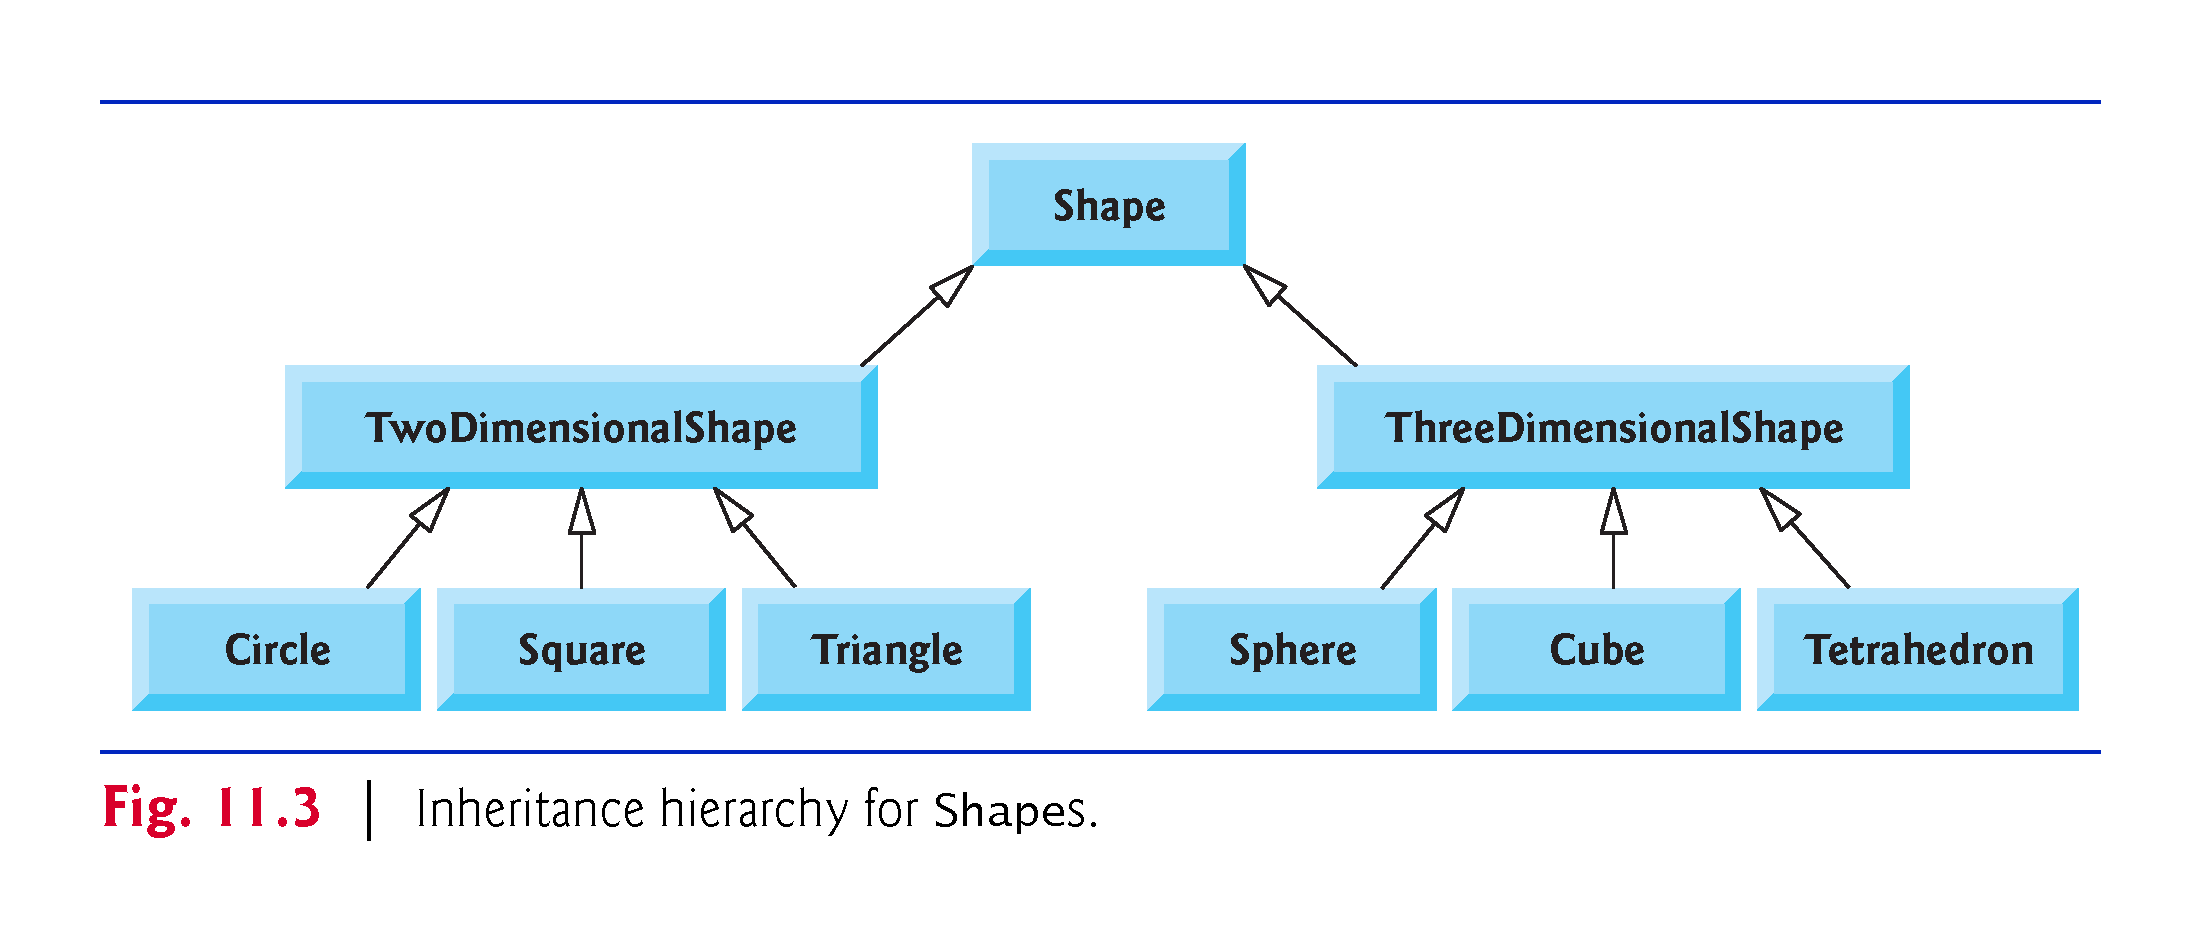 Shape
TwoDimensionalShape ThreeDimensionalShape
Circle Square Triangle Sphere Cube Tetrahedron
Fig. 11.3 | Inheritance hierarchy for Shapes.